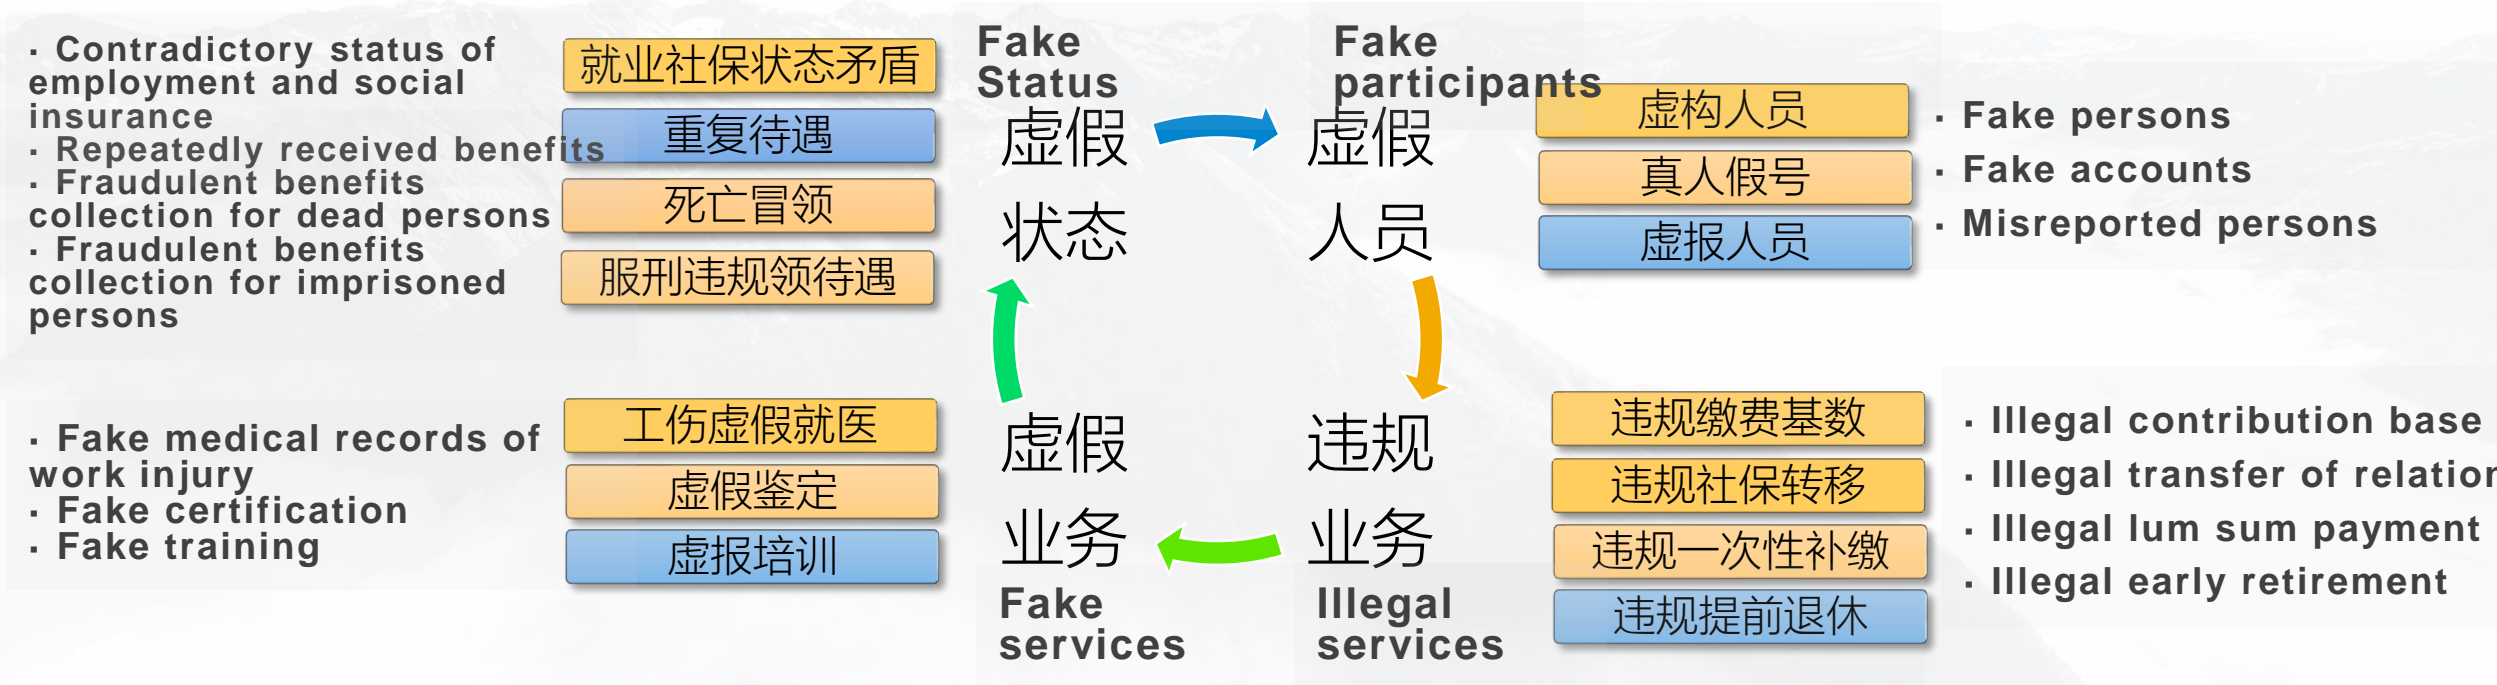 · Contradictory status of
employment and social
insurance
· Repeatedly received benefits
· Fraudulent benefits
collection for dead persons
· Fraudulent benefits
collection for imprisoned
persons
就业社保状态矛盾
重复待遇
死亡冒领
服刑违规领待遇
Fake
Status
虚假
状态
Fake
participants
虚假
人员
虚构人员
真人假号
虚报人员
· Fake persons
· Fake accounts
· Misreported persons
· Fake medical records of
work injury
· Fake certification
· Fake training
工伤虚假就医
虚假鉴定
虚报培训
虚假
业务
Fake
services
违规
业务
Illegal
services
违规缴费基数
违规社保转移
违规一次性补缴
违规提前退休
· Illegal contribution base
· Illegal transfer of relation
· Illegal lum sum payment
· Illegal early retirement